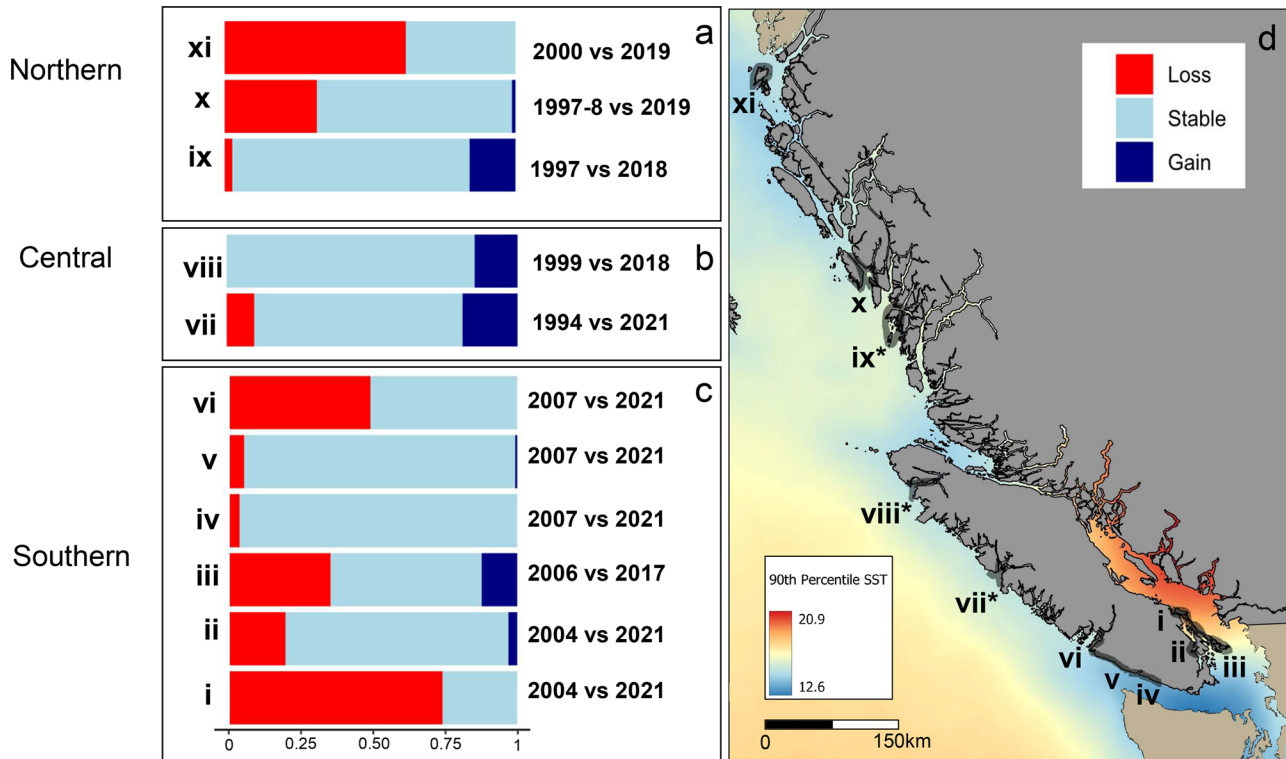 Northern
a
xi
2000 vs 2019
x
1997-8 vs 2019
ix
1997 vs 2018
Central
b
viii
1999 vs 2018
vii
1994 vs 2021
Southern
c
vi
2007 vs 2021
v
2007 vs 2021
iv
2007 vs 2021
iii
2006 vs 2017
ii
2004 vs 2021
i
2004 vs 2021
0 0.25 0.50 0.75 1
d
Loss
Stable
Gain
xi
x
ix*
viii*
vii*
vi
v
iv
i
ii
iii
90th Percentile SST
20.9
12.6
0 150km